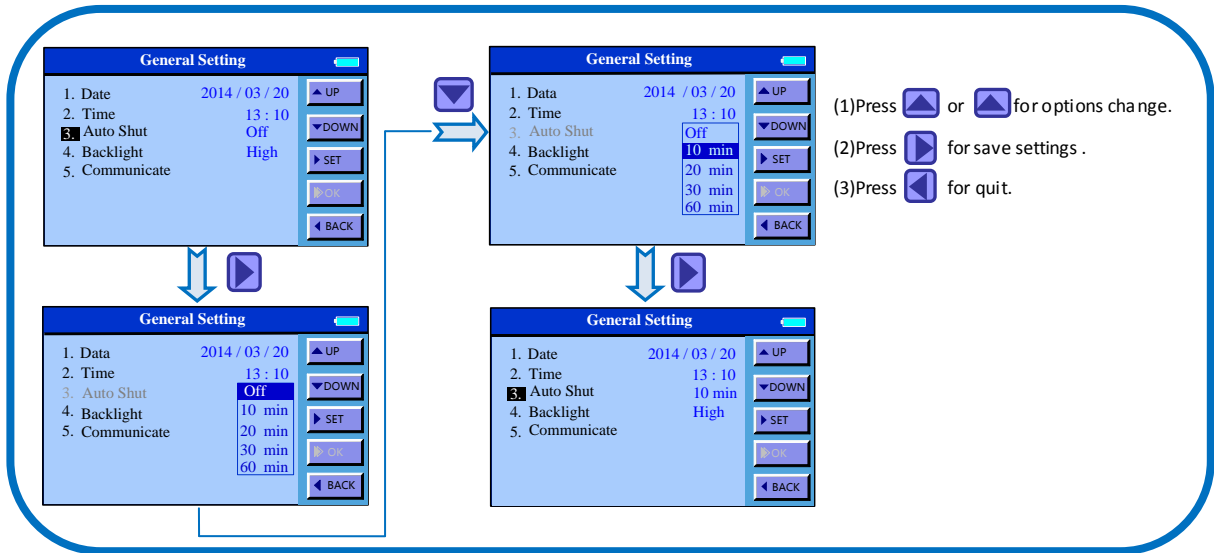 General Setting
1. Date 2014 / 03 / 20
2. Time 13 : 10
3. Auto Shut Off
4. Backlight High
5. Communicate
UP
DOWN
SET
OK
BACK
General Setting
1. Data 2014 / 03 / 20
2. Time 13 : 10
3. Auto Shut Off
4. Backlight 10 min
5. Communicate 20 min
30 min
60 min
UP
DOWN
SET
OK
BACK
General Setting
1. Data 2014 / 03 / 20
2. Time 13 : 10
3. Auto Shut Off
4. Backlight 10 min
5. Communicate 20 min
30 min
60 min
UP
DOWN
SET
OK
BACK
General Setting
1. Date 2014 / 03 / 20
2. Time 13 : 10
3. Auto Shut 10 min
4. Backlight High
5. Communicate
UP
DOWN
SET
OK
BACK
(1)Press or for options change.
(2)Press for save settings .
(3)Press for quit.